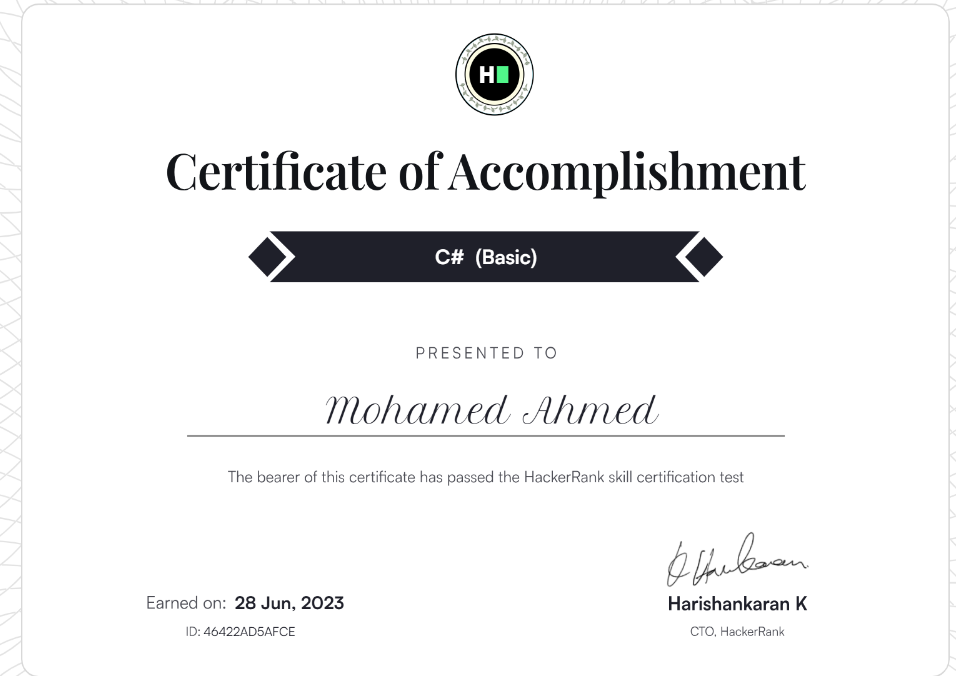 H
Certificate of Accomplishment
C# (Basic)
PRESENTED TO
Mohamed Ahmed
The bearer of this certificate has passed the HackerRank skill certification test
Earned on: 28 Jun, 2023
ID: 46422AD5AFCE
Harishankaran K
CTO, HackerRank